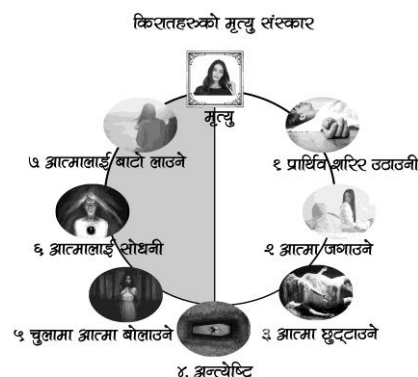 किरातहरुको मृत्यु संस्कार
मृत्यु
१ प्रार्थिव शरिर उठाउनी
२ आत्मा जगाउने
३ आत्मा छुट्टाउने
४. अन्त्येष्टि
५ चुलामा आत्मा बोलाउने
६ आत्मालाई सोधनी
७ आत्मालाई बाटो लाउने